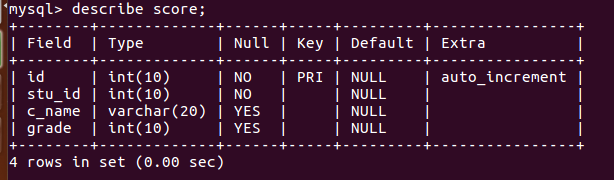 mysql> describe score;
+--------+-------------+------+-----+---------+----------------+
| Field  | Type        | Null | Key | Default | Extra          |
+--------+-------------+------+-----+---------+----------------+
| id     | int(10)     | NO   | PRI | NULL    | auto_increment |
| stu_id | int(10)     | NO   |     | NULL    |                |
| c_name | varchar(20) | YES  |     | NULL    |                |
| grade  | int(10)     | YES  |     | NULL    |                |
+--------+-------------+------+-----+---------+----------------+
4 rows in set (0.00 sec)